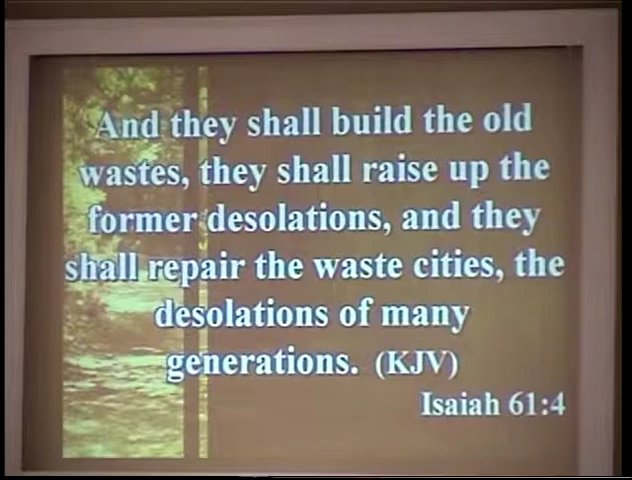 And they shall build the old
wastes, they shall raise up the
former desolations, and they
shall repair the waste cities, the
desolations of many
generations. (KJV)
Isaiah 61:4